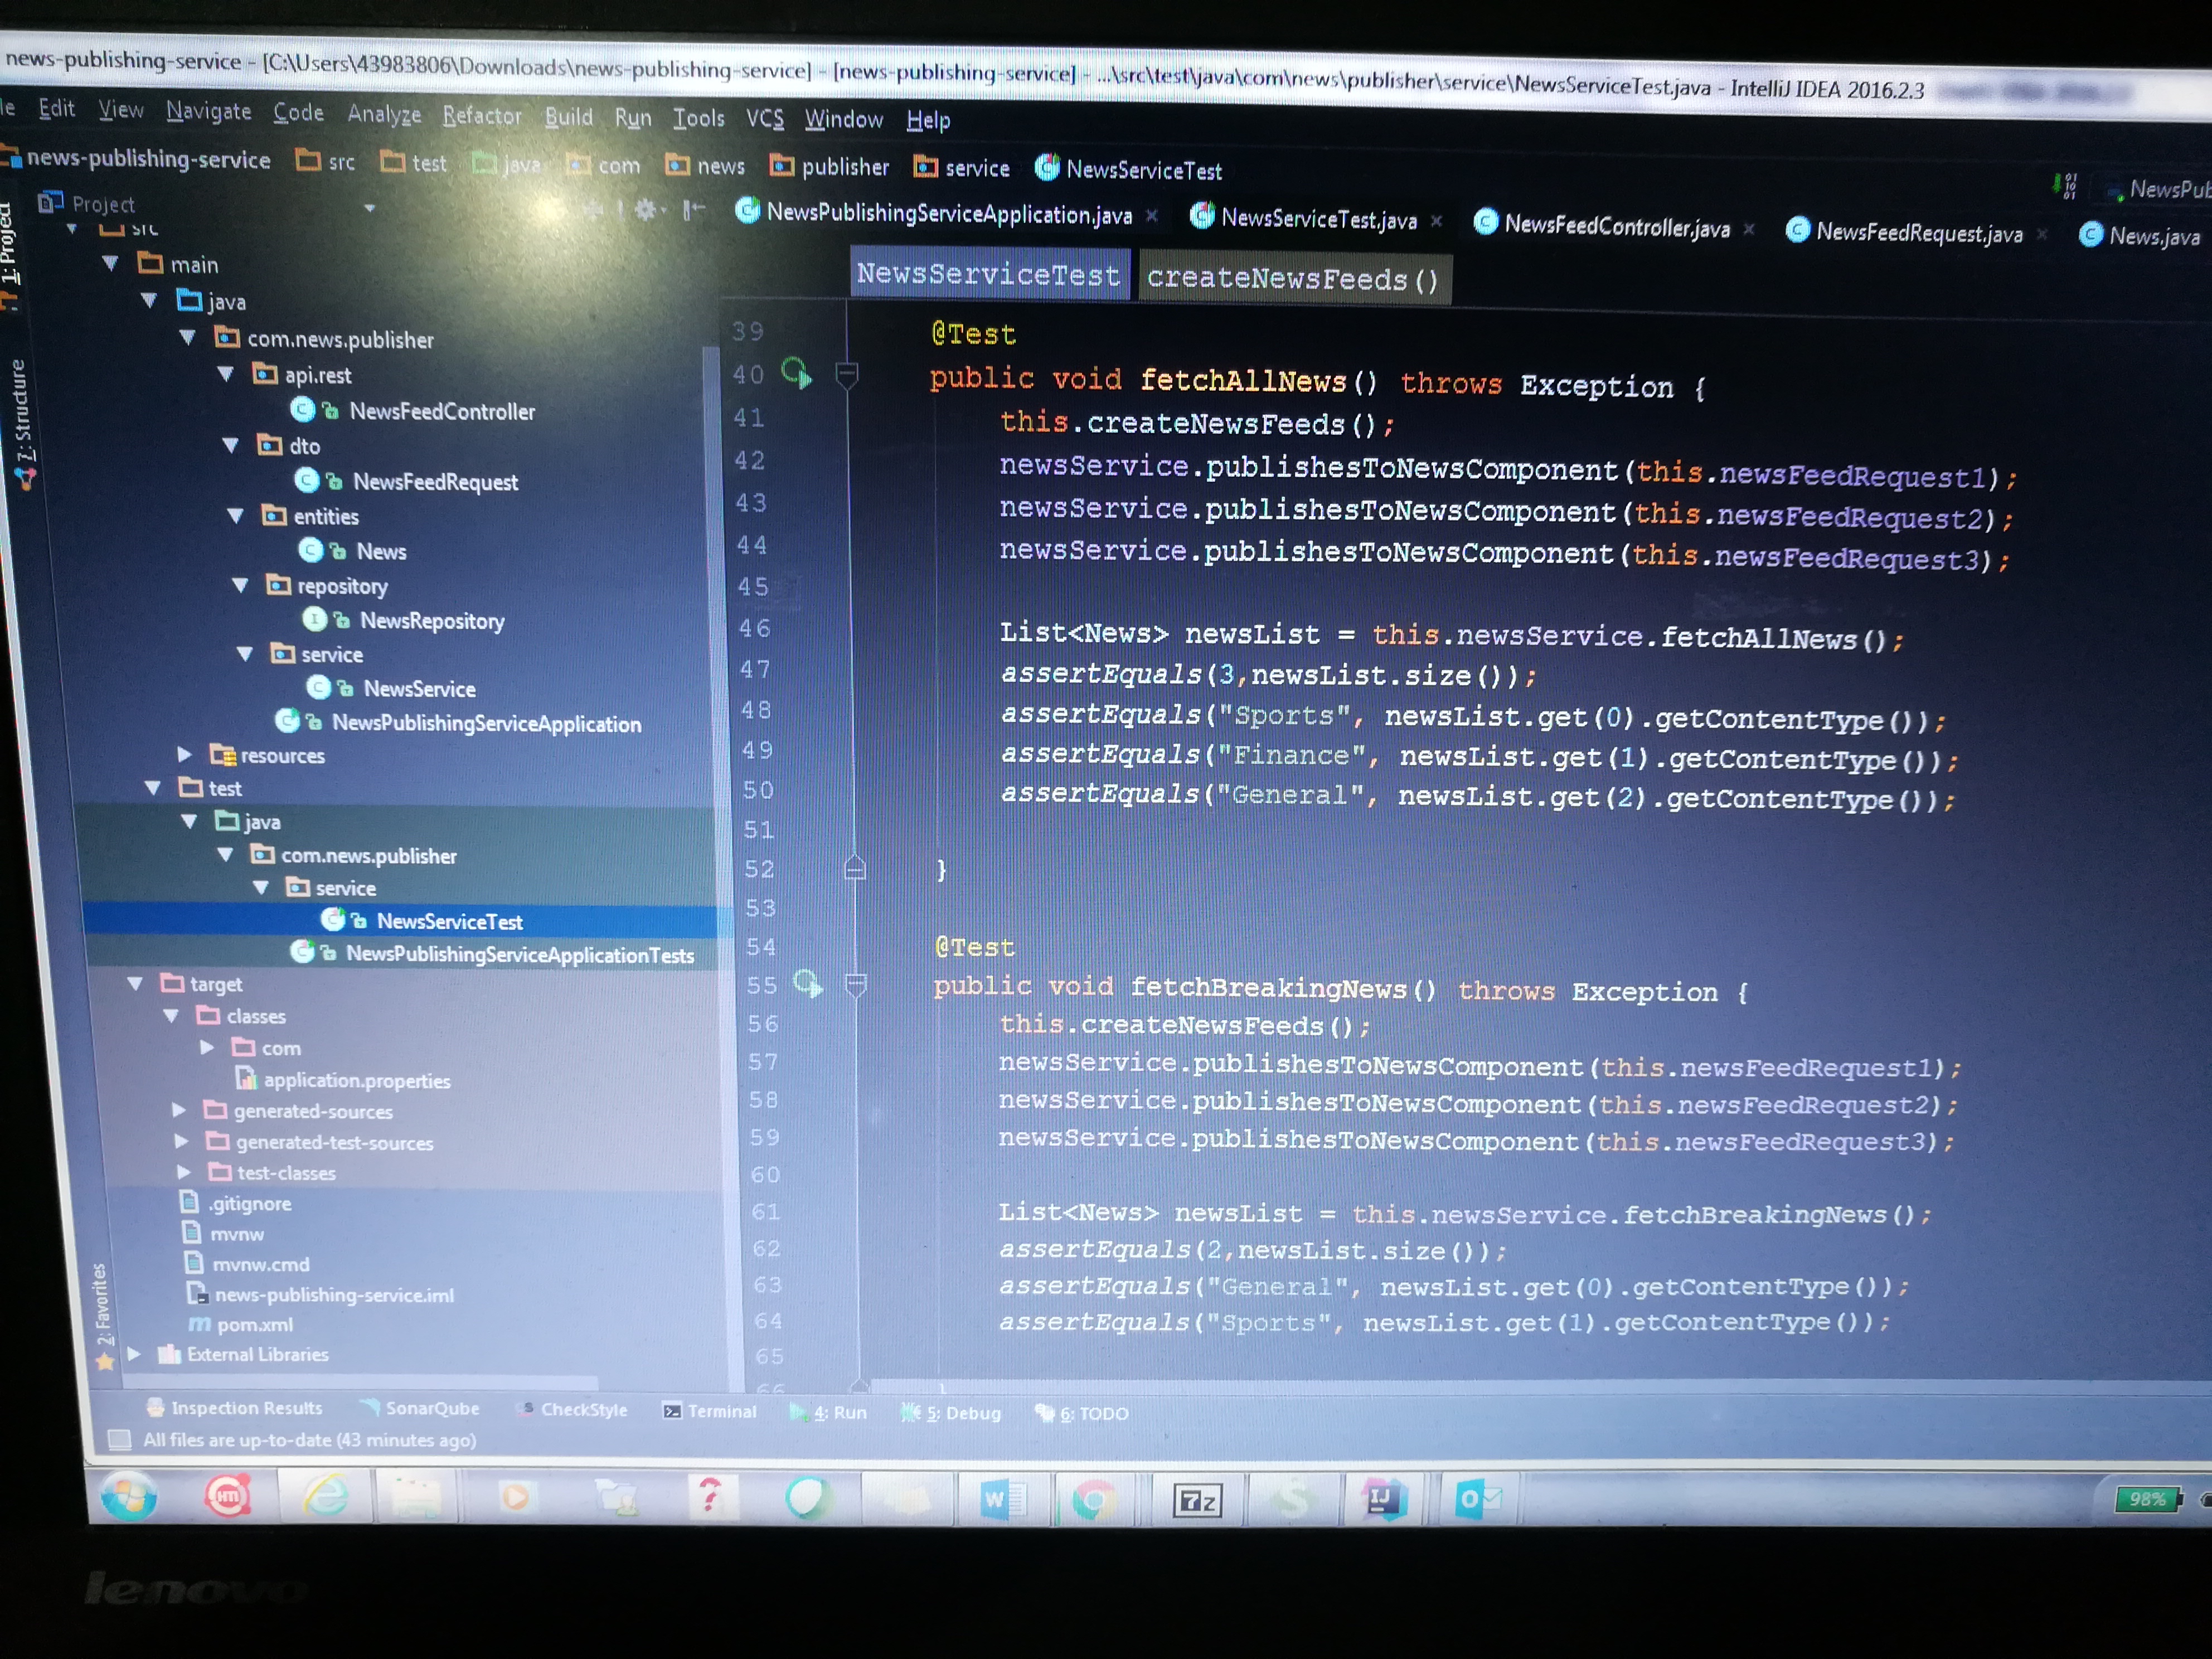 news-publishing-service - [C:\Users\43983806\Downloads\news-publishing-service] - [news-publishing-service] - ...\src\test\java\com\news\publisher\service\NewsServiceTest.java - IntelliJ IDEA 2016.2.3
le Edit View Navigate Code Analyze Refactor Build Run Tools VCS Window Help
news-publishing-service src test java com news publisher service NewsServiceTest
NewsPub
Project
NewsPublishingServiceApplication.java × NewsServiceTest.java × NewsFeedController.java × NewsFeedRequest.java × News.java
NewsServiceTest createNewsFeeds()
1: Project
7: Structure
2: Favorites
src
main
java
com.news.publisher
api.rest
NewsFeedController
dto
NewsFeedRequest
entities
News
repository
NewsRepository
service
NewsService
NewsPublishingServiceApplication
resources
test
java
com.news.publisher
service
NewsServiceTest
NewsPublishingServiceApplicationTests
target
classes
com
application.properties
generated-sources
generated-test-sources
test-classes
.gitignore
mvnw
mvnw.cmd
news-publishing-service.iml
pom.xml
External Libraries
39 @Test
40 public void fetchAllNews() throws Exception {
41 this.createNewsFeeds();
42 newsService.publishesToNewsComponent(this.newsFeedRequest1);
43 newsService.publishesToNewsComponent(this.newsFeedRequest2);
44 newsService.publishesToNewsComponent(this.newsFeedRequest3);
45
46 List<News> newsList = this.newsService.fetchAllNews();
47 assertEquals(3,newsList.size());
48 assertEquals("Sports", newsList.get(0).getContentType());
49 assertEquals("Finance", newsList.get(1).getContentType());
50 assertEquals("General", newsList.get(2).getContentType());
51
52 }
53
54 @Test
55 public void fetchBreakingNews() throws Exception {
56 this.createNewsFeeds();
57 newsService.publishesToNewsComponent(this.newsFeedRequest1);
58 newsService.publishesToNewsComponent(this.newsFeedRequest2);
59 newsService.publishesToNewsComponent(this.newsFeedRequest3);
60
61 List<News> newsList = this.newsService.fetchBreakingNews();
62 assertEquals(2,newsList.size());
63 assertEquals("General", newsList.get(0).getContentType());
64 assertEquals("Sports", newsList.get(1).getContentType());
65
66 }
Inspection Results SonarQube CheckStyle Terminal 4: Run 5: Debug 6: TODO
All files are up-to-date (43 minutes ago)
98%
lenovo